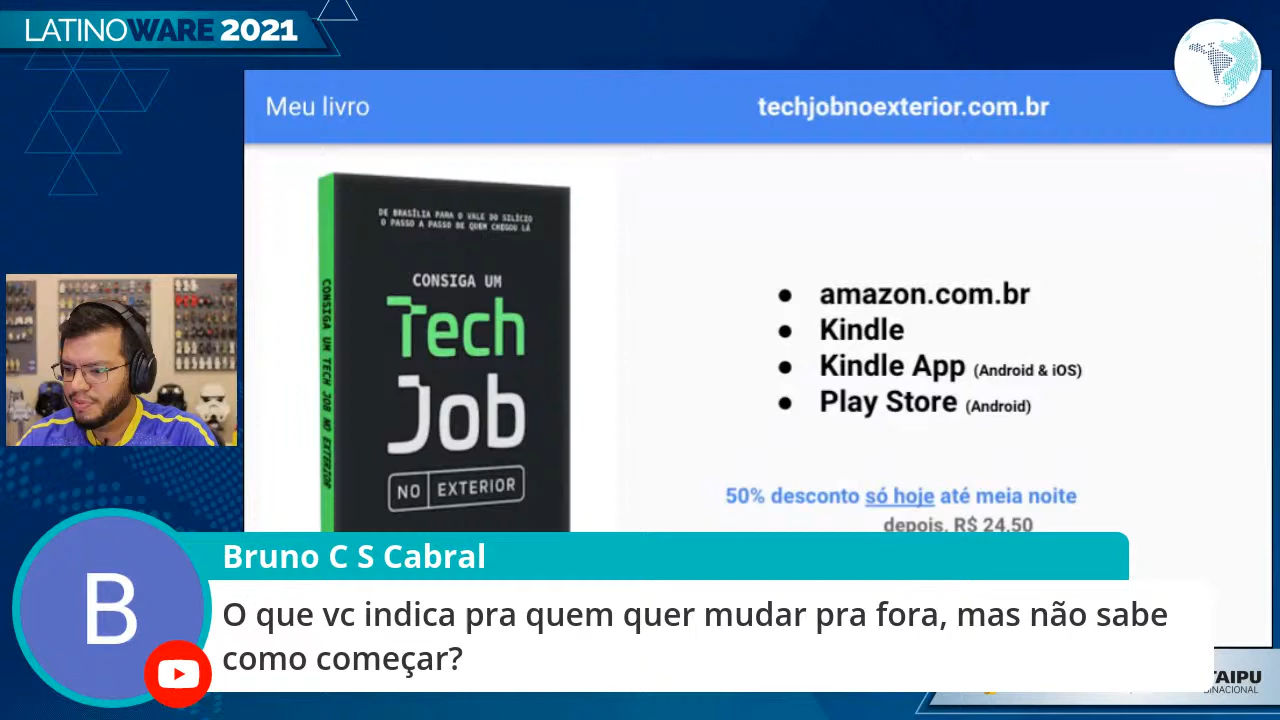 LATINOWARE 2021
Meu livro
techjobnoexterior.com.br
DE BRASÍLIA PARA O VALE DO SILÍCIO
O PASSO A PASSO DE QUEM CHEGOU LÁ
CONSIGA UM
Tech
Job
NO EXTERIOR
CONSIGA UM TECH JOB NO EXTERIOR
● amazon.com.br
● Kindle
● Kindle App (Android & iOS)
● Play Store (Android)
50% desconto só hoje até meia noite
depois, R$ 24,50
B
Bruno C S Cabral
O que vc indica pra quem quer mudar pra fora, mas não sabe
como começar?
TAIPU
BINACIONAL